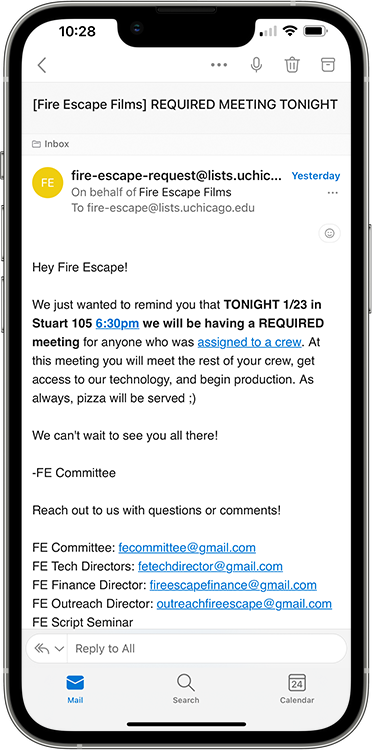 10:28
[Fire Escape Films] REQUIRED MEETING TONIGHT
Inbox
FE
fire-escape-request@lists.uchic...
Yesterday
On behalf of Fire Escape Films
To fire-escape@lists.uchicago.edu
Hey Fire Escape!
We just wanted to remind you that TONIGHT 1/23 in
Stuart 105 6:30pm we will be having a REQUIRED
meeting for anyone who was assigned to a crew. At
this meeting you will meet the rest of your crew, get
access to our technology, and begin production. As
always, pizza will be served ;)
We can't wait to see you all there!
-FE Committee
Reach out to us with questions or comments!
FE Committee: fecommittee@gmail.com
FE Tech Directors: fetechdirector@gmail.com
FE Finance Director: fireescapefinance@gmail.com
FE Outreach Director: outreachfireescape@gmail.com
FE Script Seminar
Reply to All
Mail
Search
24
Calendar